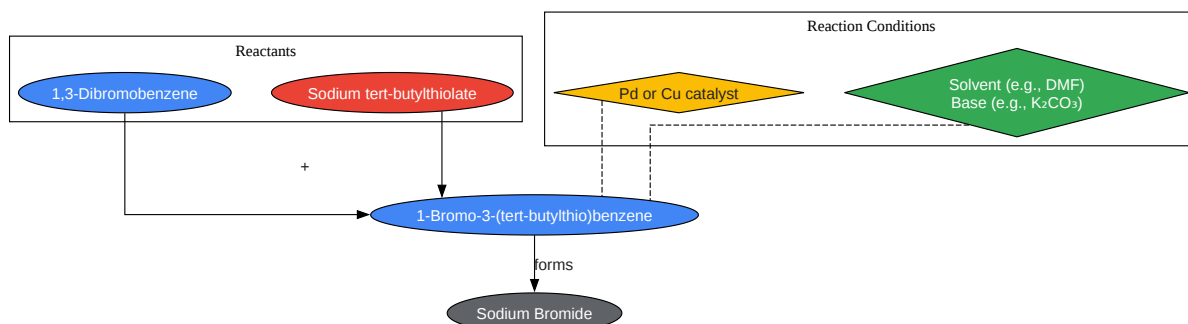 Reaction Conditions
Reactants
1,3-Dibromobenzene
Sodium tert-butylthiolate
Pd or Cu catalyst
Solvent (e.g., DMF)
Base (e.g., K₂CO₃)
+
1-Bromo-3-(tert-butylthio)benzene
forms
Sodium Bromide